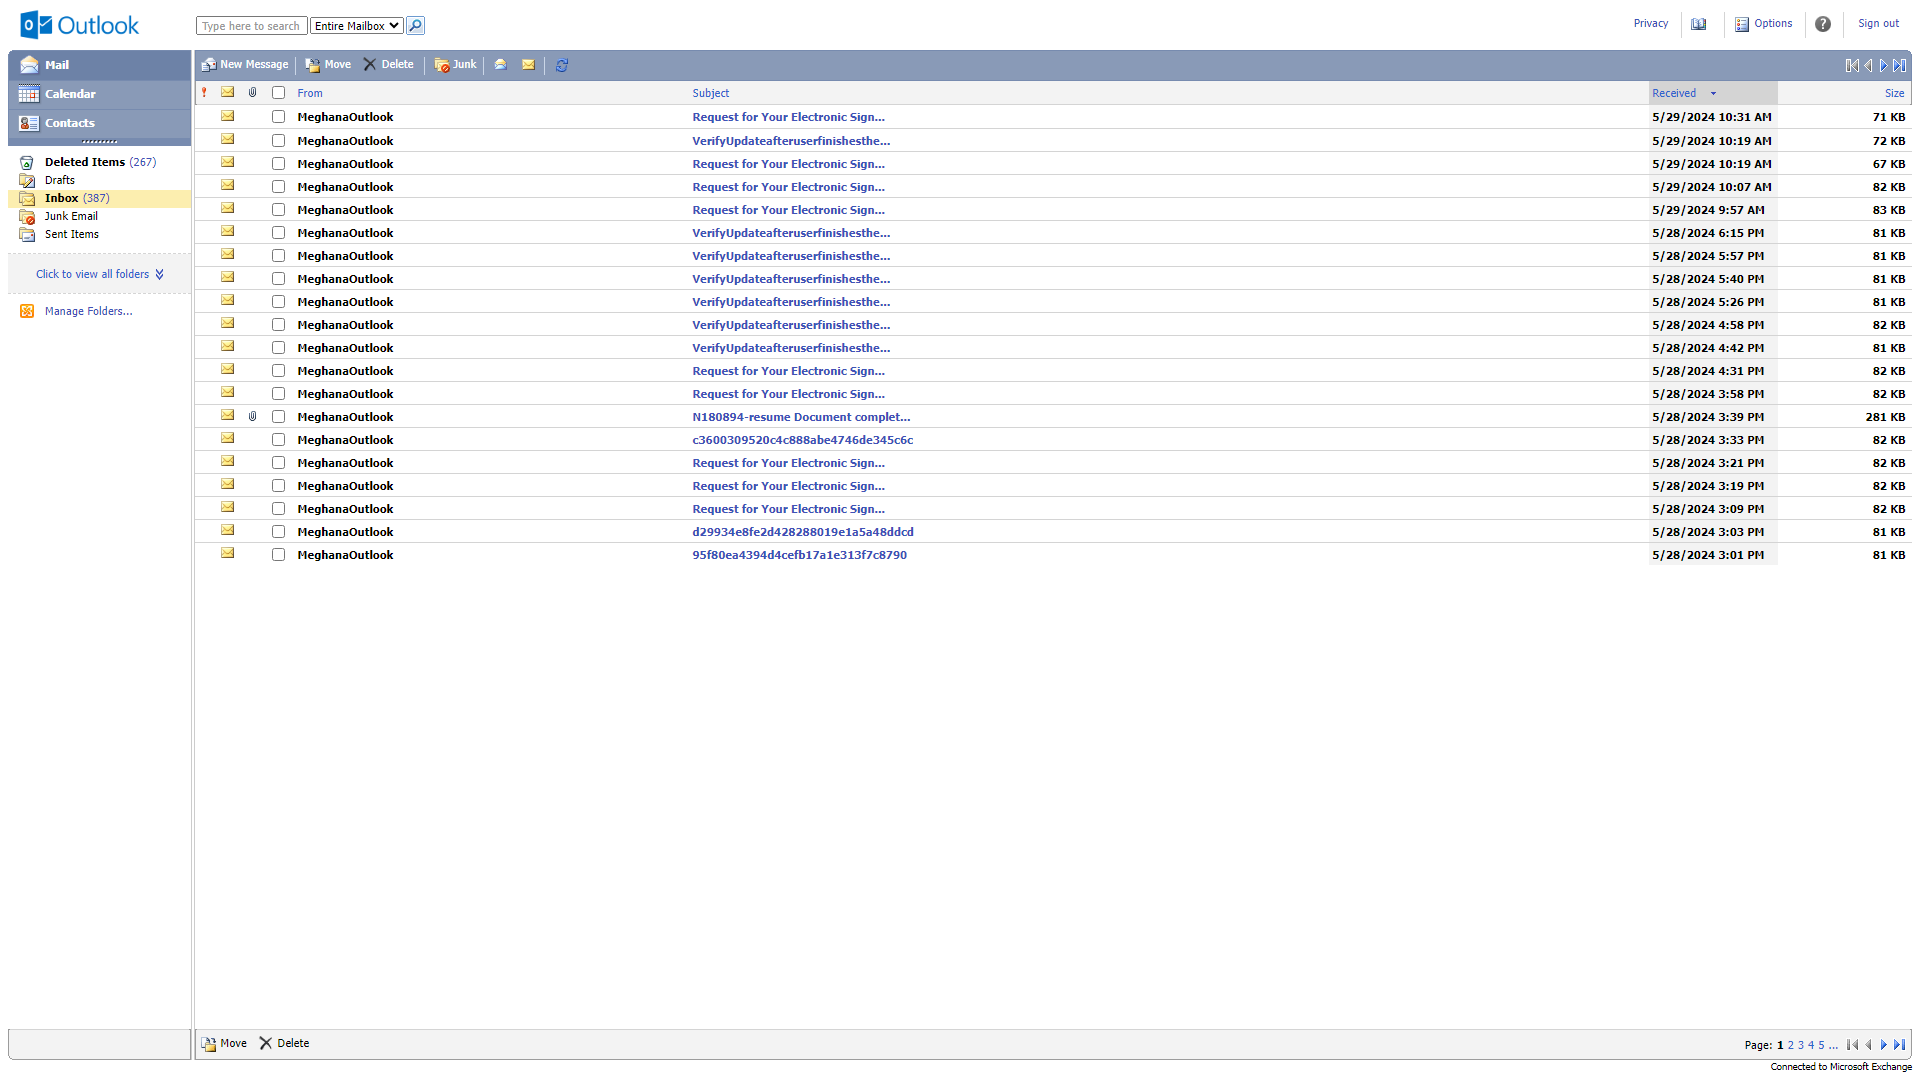 Outlook
Type here to search Entire Mailbox
Privacy Options Sign out
Mail
Calendar
Contacts
Deleted Items (267)
Drafts
Inbox (387)
Junk Email
Sent Items
Click to view all folders
Manage Folders...
New Message Move Delete Junk
From Subject Received Size
MeghanaOutlook Request for Your Electronic Sign... 5/29/2024 10:31 AM 71 KB
MeghanaOutlook VerifyUpdateafteruserfinishesthe... 5/29/2024 10:19 AM 72 KB
MeghanaOutlook Request for Your Electronic Sign... 5/29/2024 10:19 AM 67 KB
MeghanaOutlook Request for Your Electronic Sign... 5/29/2024 10:07 AM 82 KB
MeghanaOutlook Request for Your Electronic Sign... 5/29/2024 9:57 AM 83 KB
MeghanaOutlook VerifyUpdateafteruserfinishesthe... 5/28/2024 6:15 PM 81 KB
MeghanaOutlook VerifyUpdateafteruserfinishesthe... 5/28/2024 5:57 PM 81 KB
MeghanaOutlook VerifyUpdateafteruserfinishesthe... 5/28/2024 5:40 PM 81 KB
MeghanaOutlook VerifyUpdateafteruserfinishesthe... 5/28/2024 5:26 PM 81 KB
MeghanaOutlook VerifyUpdateafteruserfinishesthe... 5/28/2024 4:58 PM 82 KB
MeghanaOutlook VerifyUpdateafteruserfinishesthe... 5/28/2024 4:42 PM 81 KB
MeghanaOutlook Request for Your Electronic Sign... 5/28/2024 4:31 PM 82 KB
MeghanaOutlook Request for Your Electronic Sign... 5/28/2024 3:58 PM 82 KB
MeghanaOutlook N180894-resume Document complet... 5/28/2024 3:39 PM 281 KB
MeghanaOutlook c3600309520c4c888abe4746de345c6c 5/28/2024 3:33 PM 82 KB
MeghanaOutlook Request for Your Electronic Sign... 5/28/2024 3:21 PM 82 KB
MeghanaOutlook Request for Your Electronic Sign... 5/28/2024 3:19 PM 82 KB
MeghanaOutlook Request for Your Electronic Sign... 5/28/2024 3:09 PM 82 KB
MeghanaOutlook d29934e8fe2d428288019e1a5a48ddcd 5/28/2024 3:03 PM 81 KB
MeghanaOutlook 95f80ea4394d4cefb17a1e313f7c8790 5/28/2024 3:01 PM 81 KB
Move Delete Page: 1 2 3 4 5 ...
Connected to Microsoft Exchange